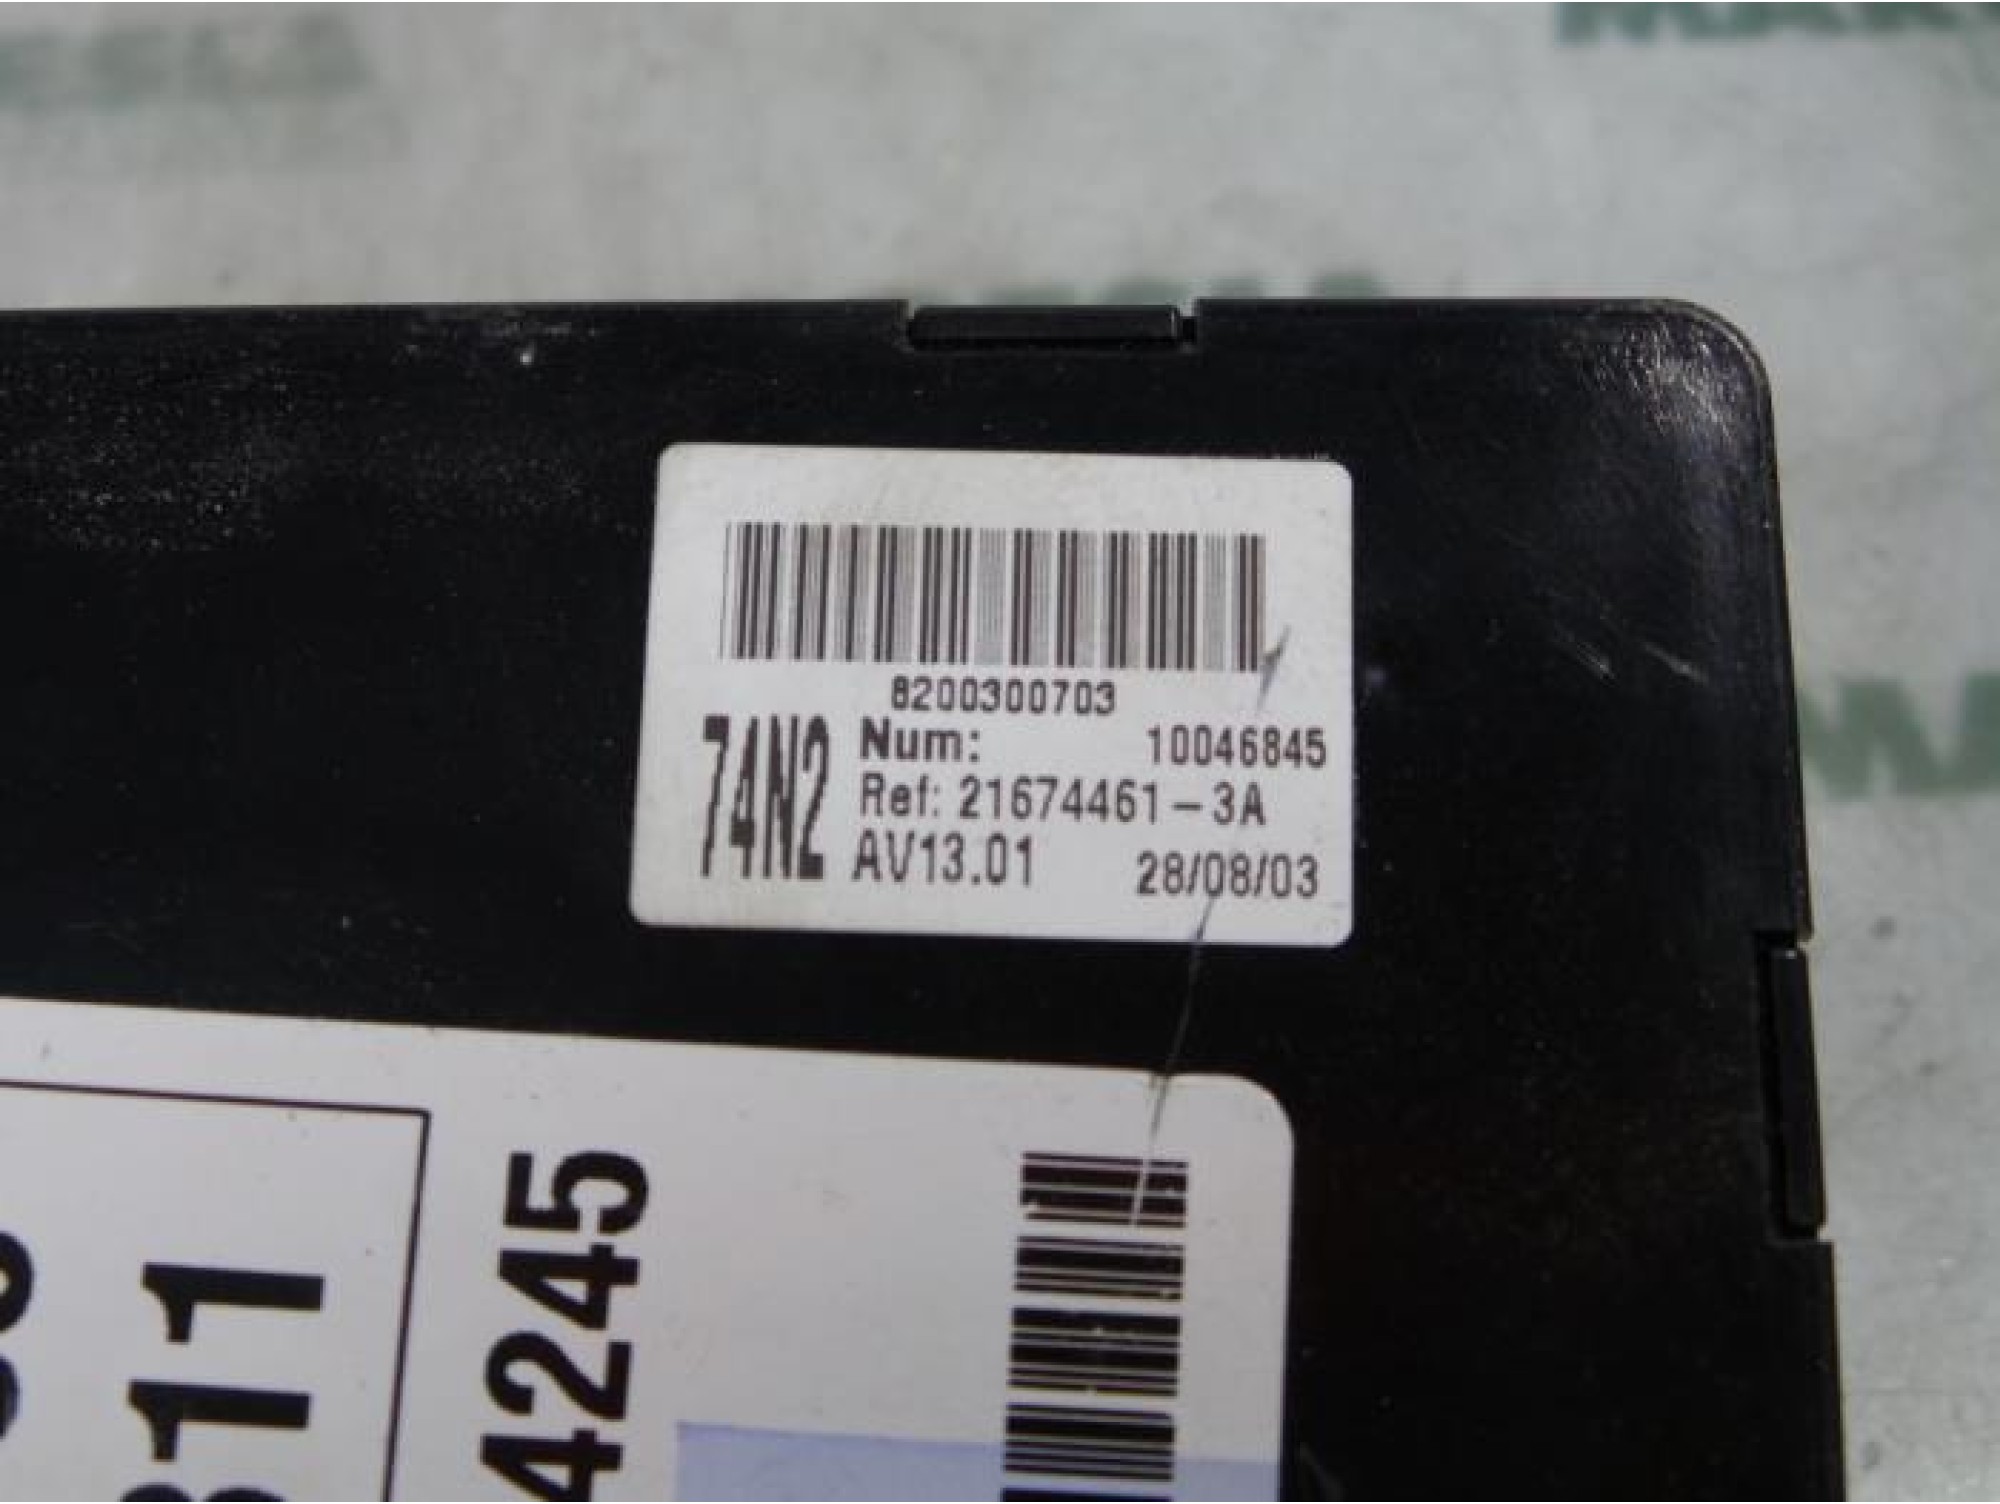 8200300703
74N2
Num: 10046845
Ref: 21674461-3A
AV13.01 28/08/03
4245
311